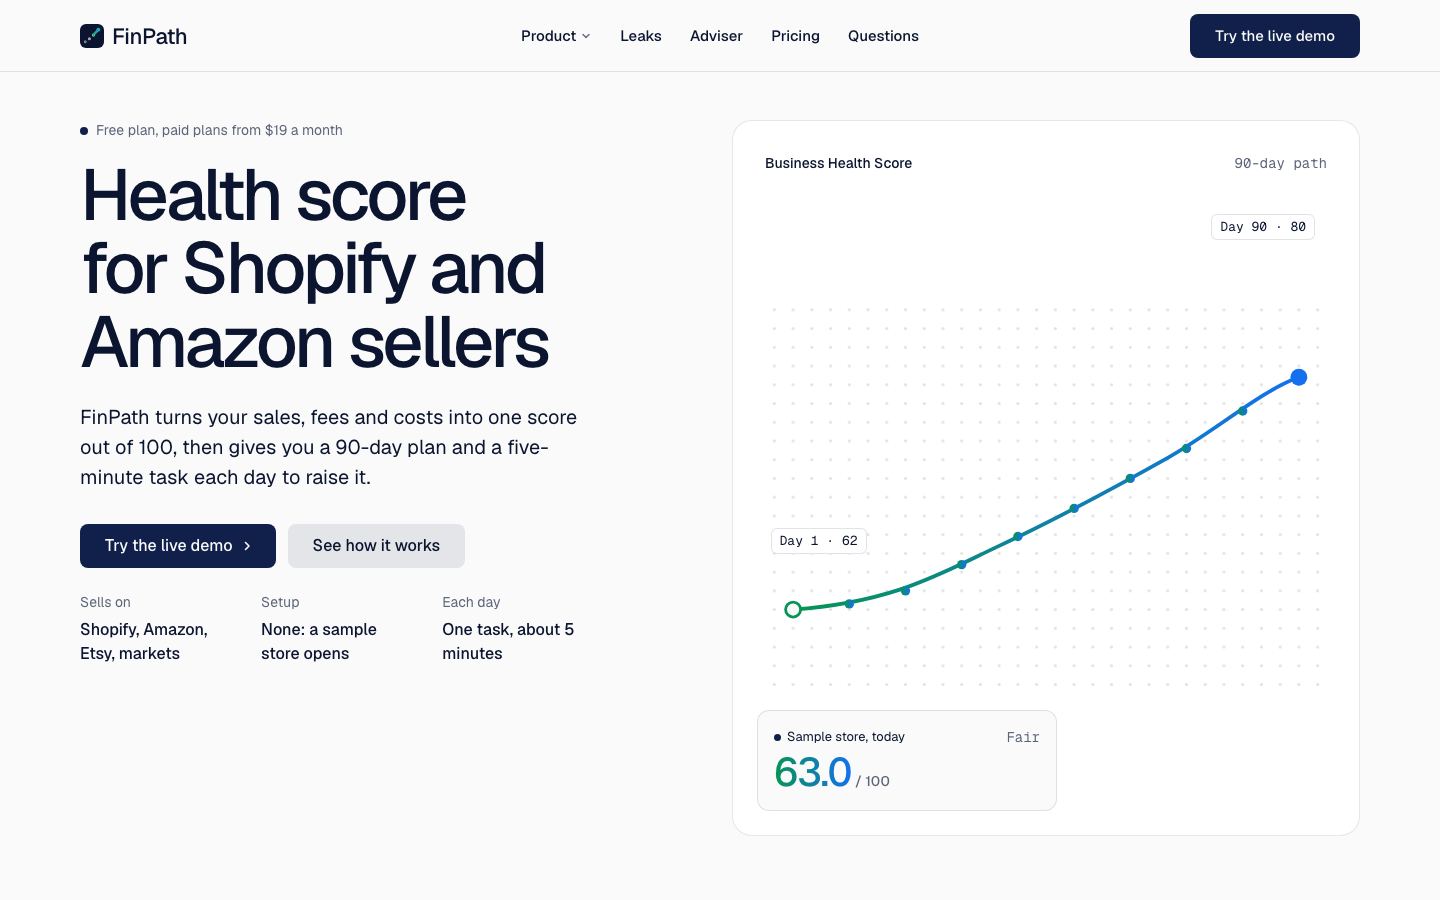 FinPath
Product
Leaks
Adviser
Pricing
Questions
Try the live demo
Free plan, paid plans from $19 a month
Health score
for Shopify and
Amazon sellers
FinPath turns your sales, fees and costs into one score
out of 100, then gives you a 90-day plan and a five-
minute task each day to raise it.
Try the live demo
See how it works
Sells on
Shopify, Amazon,
Etsy, markets
Setup
None: a sample
store opens
Each day
One task, about 5
minutes
Business Health Score
90-day path
Day 90 · 80
Day 1 · 62
Sample store, today
Fair
63.0 / 100